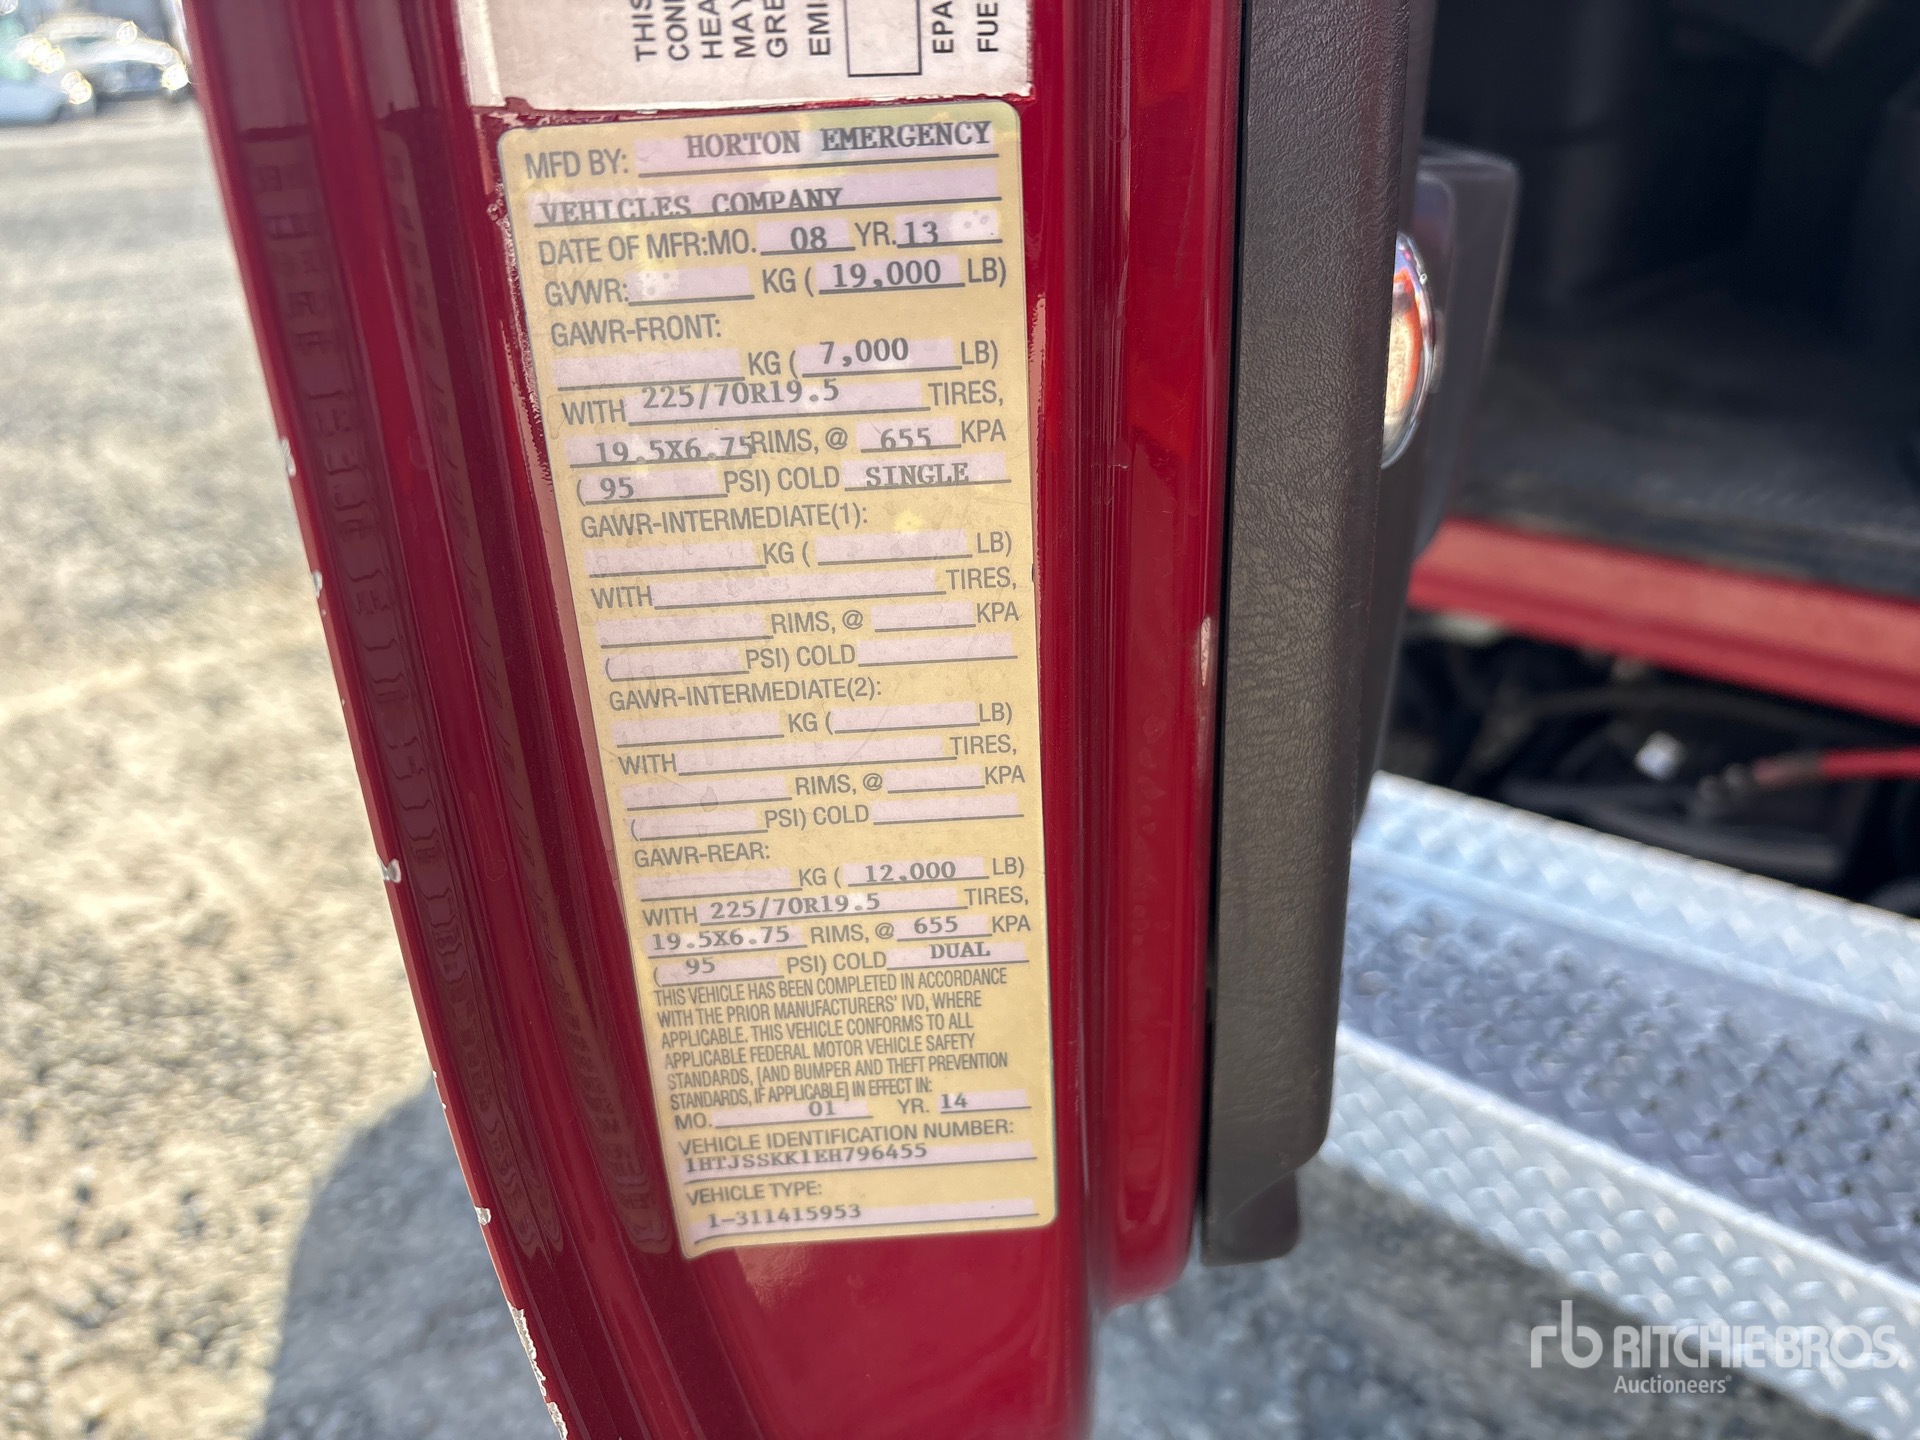 THIS
CON
HEA
MAY
GRE
EMI
EPA
FUE
MFD BY: HORTON EMERGENCY
VEHICLES COMPANY
DATE OF MFR:MO. 08 YR. 13
GVWR: KG ( 19,000 LB)
GAWR-FRONT:
KG ( 7,000 LB)
WITH 225/70R19.5 TIRES,
19.5X6.75 RIMS, @ 655 KPA
( 95 PSI) COLD SINGLE
GAWR-INTERMEDIATE(1):
KG ( LB)
WITH TIRES,
RIMS, @ KPA
( PSI) COLD
GAWR-INTERMEDIATE(2):
KG ( LB)
WITH TIRES,
RIMS, @ KPA
( PSI) COLD
GAWR-REAR:
KG ( 12,000 LB)
WITH 225/70R19.5 TIRES,
19.5X6.75 RIMS, @ 655 KPA
( 95 PSI) COLD DUAL
THIS VEHICLE HAS BEEN COMPLETED IN ACCORDANCE
WITH THE PRIOR MANUFACTURERS' IVD, WHERE
APPLICABLE. THIS VEHICLE CONFORMS TO ALL
APPLICABLE FEDERAL MOTOR VEHICLE SAFETY
STANDARDS, [AND BUMPER AND THEFT PREVENTION
STANDARDS, IF APPLICABLE] IN EFFECT IN:
MO. 01 YR. 14
VEHICLE IDENTIFICATION NUMBER:
1HTJSSKK1EH796455
VEHICLE TYPE:
1-311415953
rb RITCHIE BROS.
Auctioneers